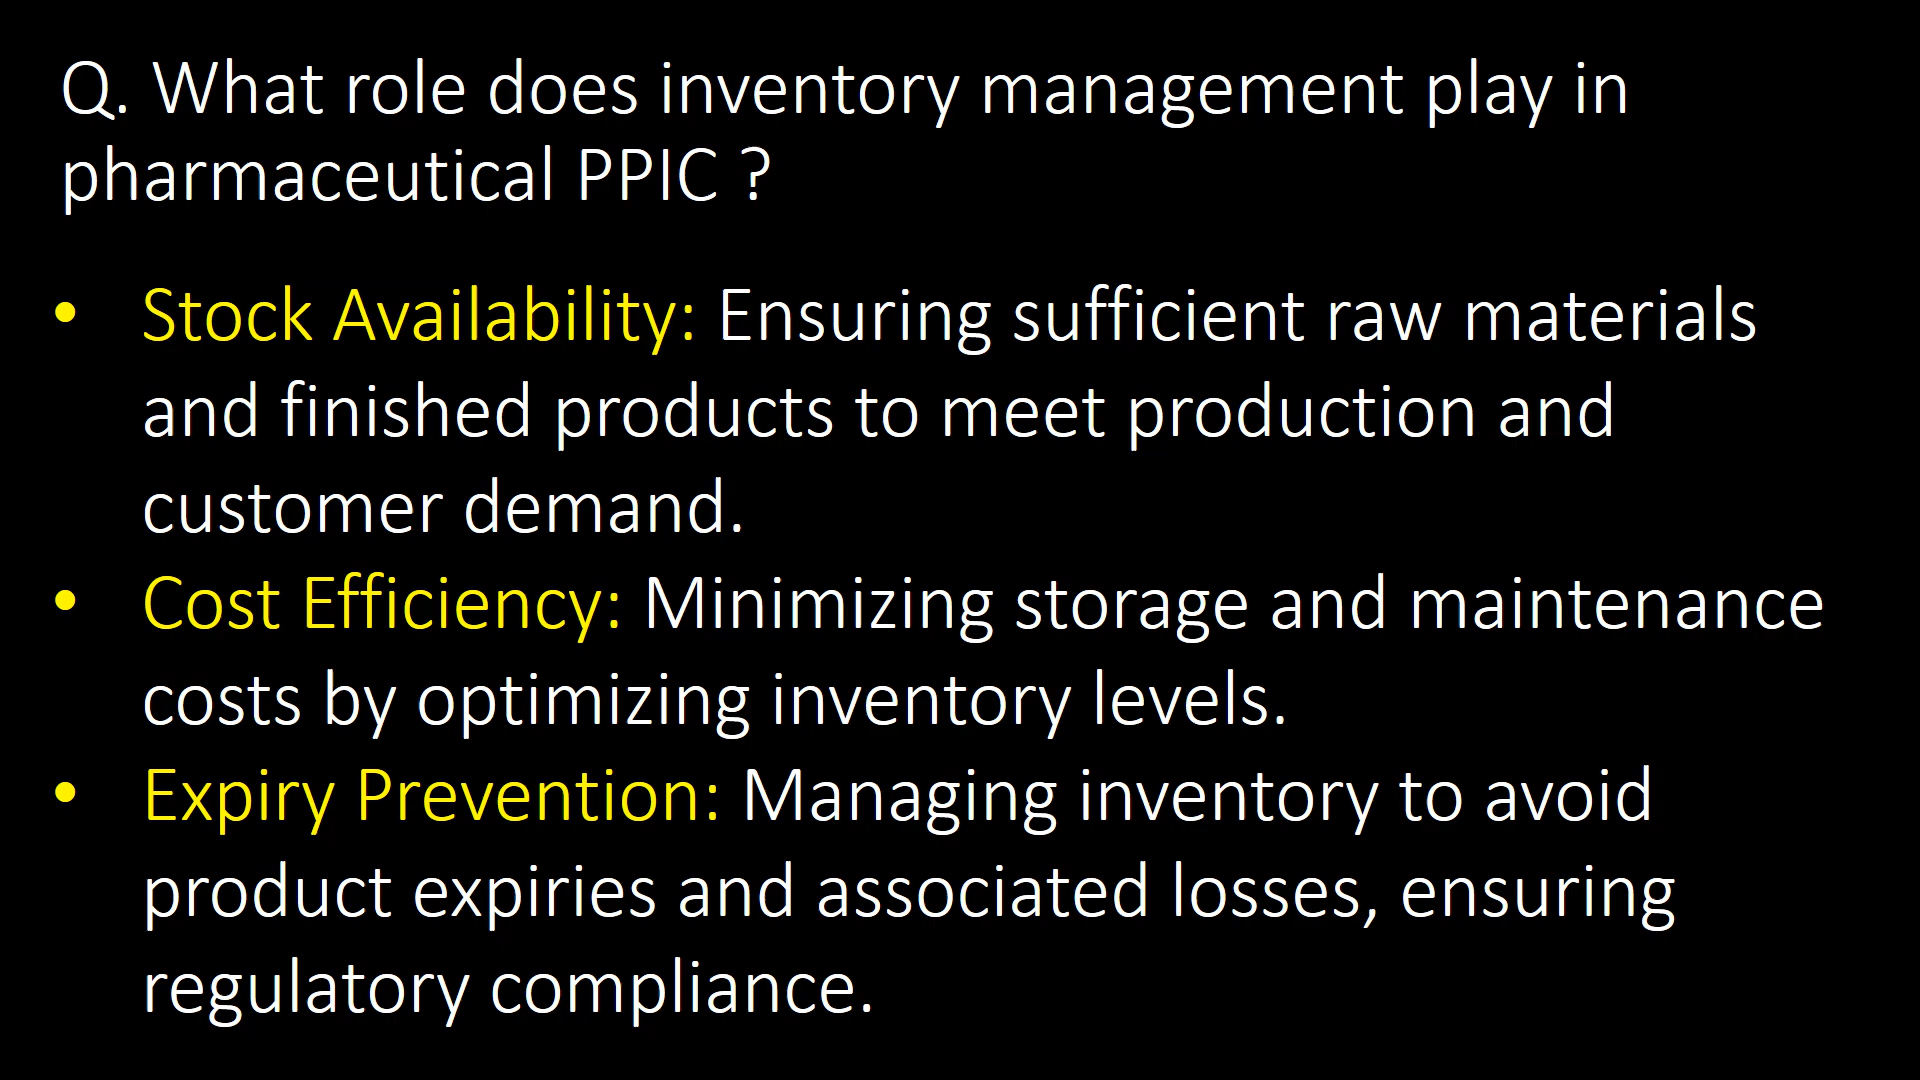 Q. What role does inventory management play in
pharmaceutical PPIC ?
• Stock Availability: Ensuring sufficient raw materials
and finished products to meet production and
customer demand.
• Cost Efficiency: Minimizing storage and maintenance
costs by optimizing inventory levels.
• Expiry Prevention: Managing inventory to avoid
product expiries and associated losses, ensuring
regulatory compliance.